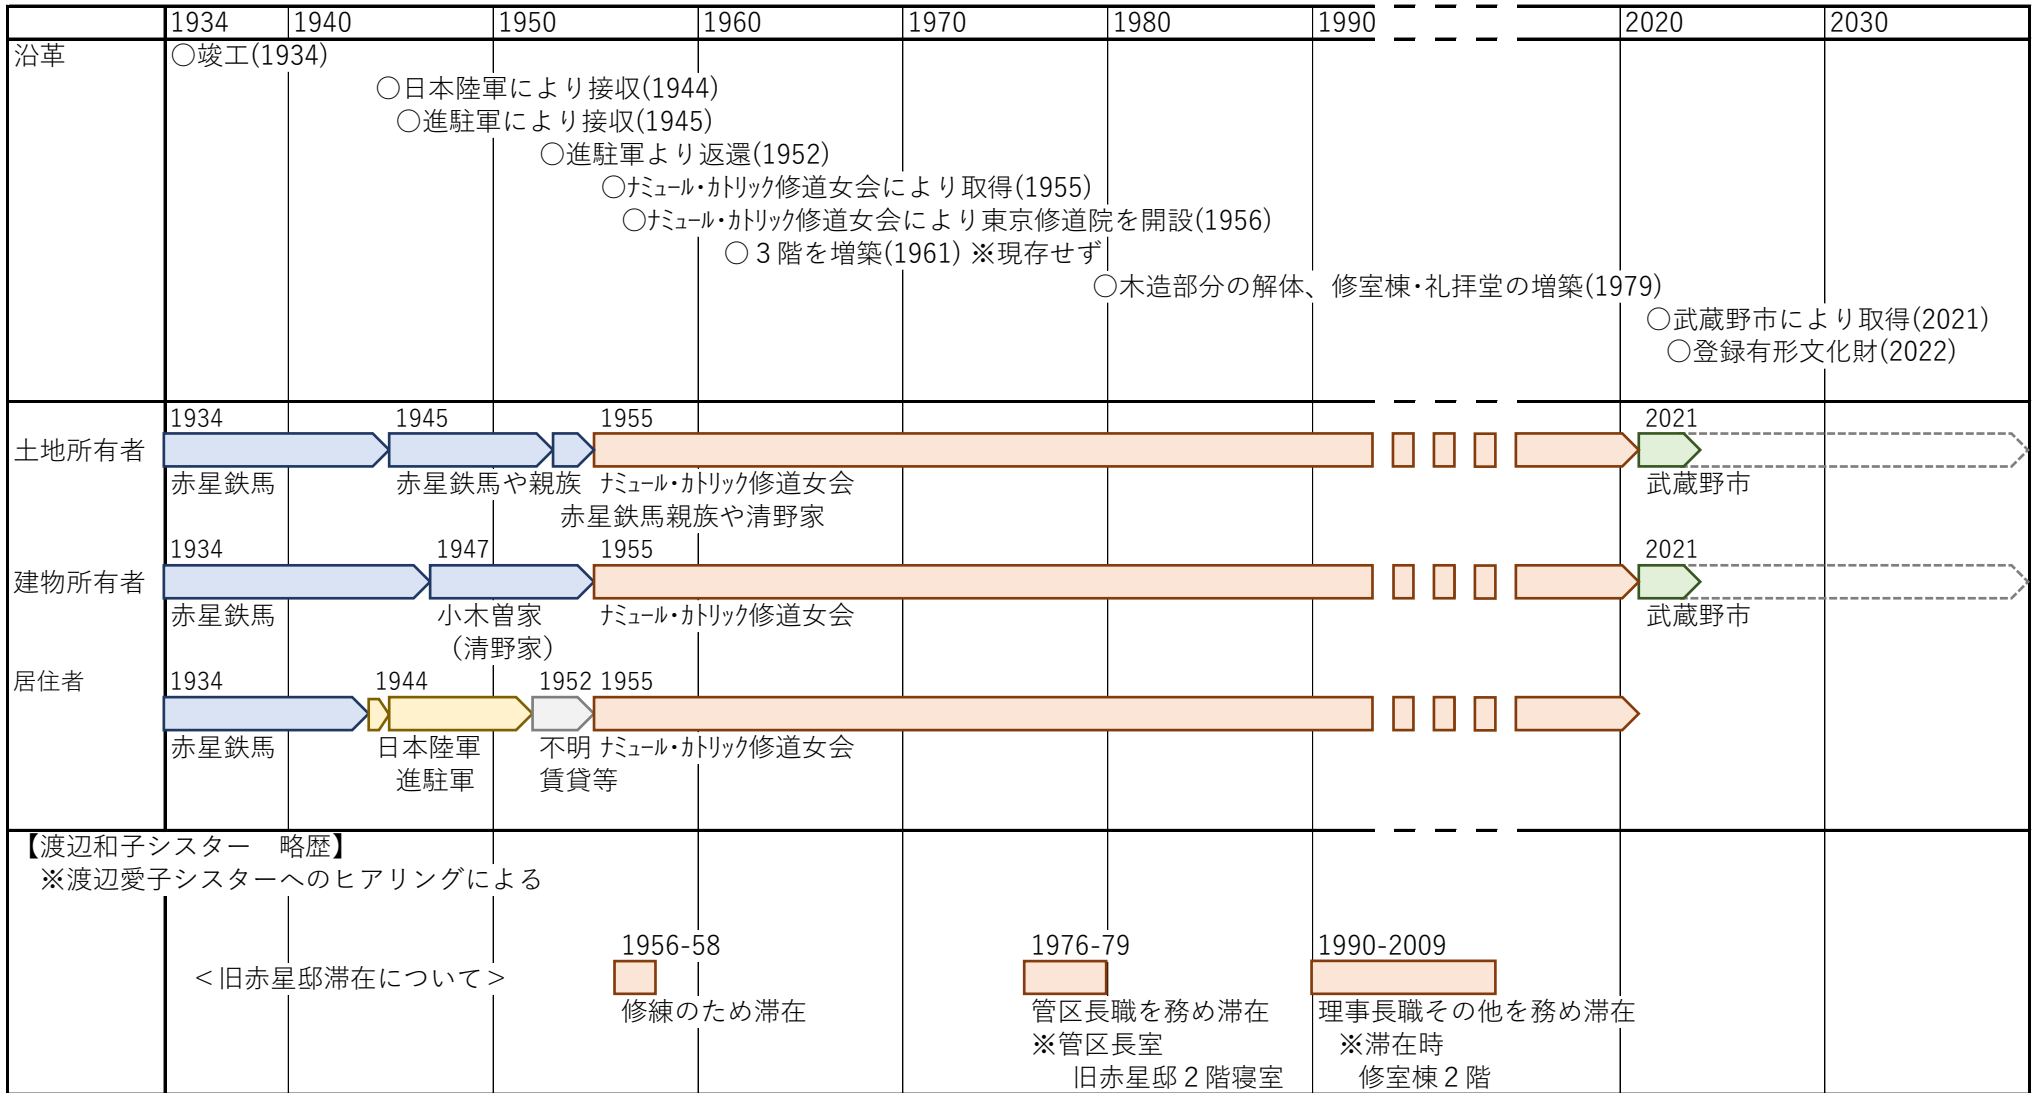 1934 1940 1950 1960 1970 1980 1990 2020 2030
沿革
○竣工(1934)
○日本陸軍により接収(1944)
○進駐軍により接収(1945)
○進駐軍より返還(1952)
○ﾅﾐｭｰﾙ･ｶﾄﾘｯｸ修道女会により取得(1955)
○ﾅﾐｭｰﾙ･ｶﾄﾘｯｸ修道女会により東京修道院を開設(1956)
○３階を増築(1961) ※現存せず
○木造部分の解体、修室棟･礼拝堂の増築(1979)
○武蔵野市により取得(2021)
○登録有形文化財(2022)
1934 1945 1955 2021
土地所有者
赤星鉄馬 赤星鉄馬や親族 ﾅﾐｭｰﾙ･ｶﾄﾘｯｸ修道女会 武蔵野市
赤星鉄馬親族や清野家
1934 1947 1955 2021
建物所有者
赤星鉄馬 小木曽家 ﾅﾐｭｰﾙ･ｶﾄﾘｯｸ修道女会 武蔵野市
（清野家）
居住者 1934 1944 1952 1955
赤星鉄馬 日本陸軍 不明 ﾅﾐｭｰﾙ･ｶﾄﾘｯｸ修道女会
進駐軍 賃貸等
【渡辺和子シスター　略歴】
※渡辺愛子シスターへのヒアリングによる
1956-58 1976-79 1990-2009
＜旧赤星邸滞在について＞
修練のため滞在 管区長職を務め滞在 理事長職その他を務め滞在
※管区長室 ※滞在時
旧赤星邸２階寝室 修室棟２階